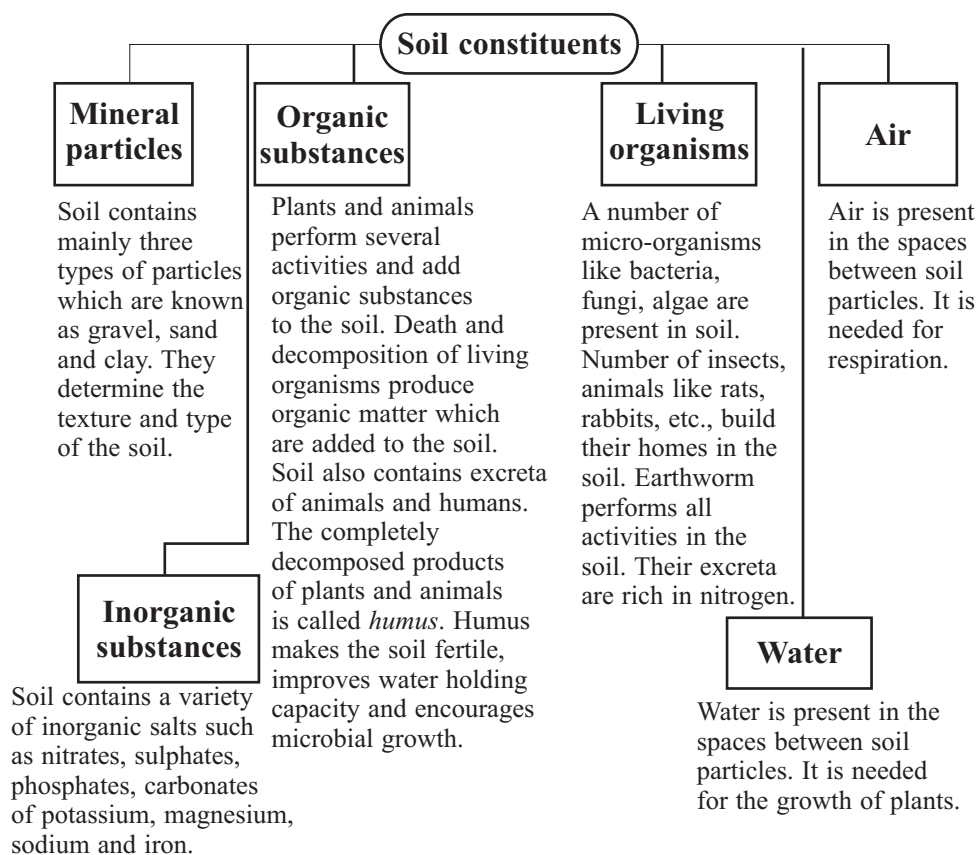 Soil constituents
Mineral
particles
Soil contains
mainly three
types of particles
which are known
as gravel, sand
and clay. They
determine the
texture and type
of the soil.
Inorganic
substances
Soil contains a variety
of inorganic salts such
as nitrates, sulphates,
phosphates, carbonates
of potassium, magnesium,
sodium and iron.
Organic
substances
Plants and animals
perform several
activities and add
organic substances
to the soil. Death and
decomposition of living
organisms produce
organic matter which
are added to the soil.
Soil also contains excreta
of animals and humans.
The completely
decomposed products
of plants and animals
is called humus. Humus
makes the soil fertile,
improves water holding
capacity and encourages
microbial growth.
Living
organisms
A number of
micro-organisms
like bacteria,
fungi, algae are
present in soil.
Number of insects,
animals like rats,
rabbits, etc., build
their homes in the
soil. Earthworm
performs all
activities in the
soil. Their excreta
are rich in nitrogen.
Water
Water is present in the
spaces between soil
particles. It is needed
for the growth of plants.
Air
Air is present
in the spaces
between soil
particles. It is
needed for
respiration.